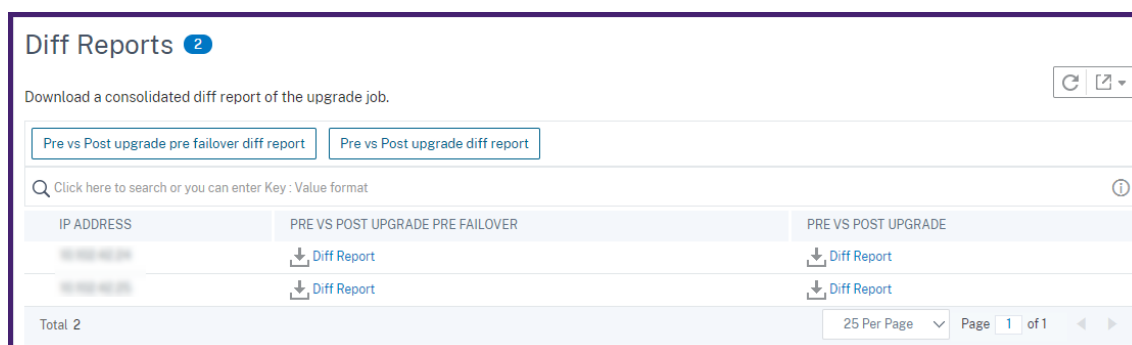 Diff Reports 2
Download a consolidated diff report of the upgrade job.
Pre vs Post upgrade pre failover diff report Pre vs Post upgrade diff report
Click here to search or you can enter Key : Value format
IP ADDRESS PRE VS POST UPGRADE PRE FAILOVER PRE VS POST UPGRADE
Diff Report Diff Report
Diff Report Diff Report
Total 2 25 Per Page Page 1 of 1